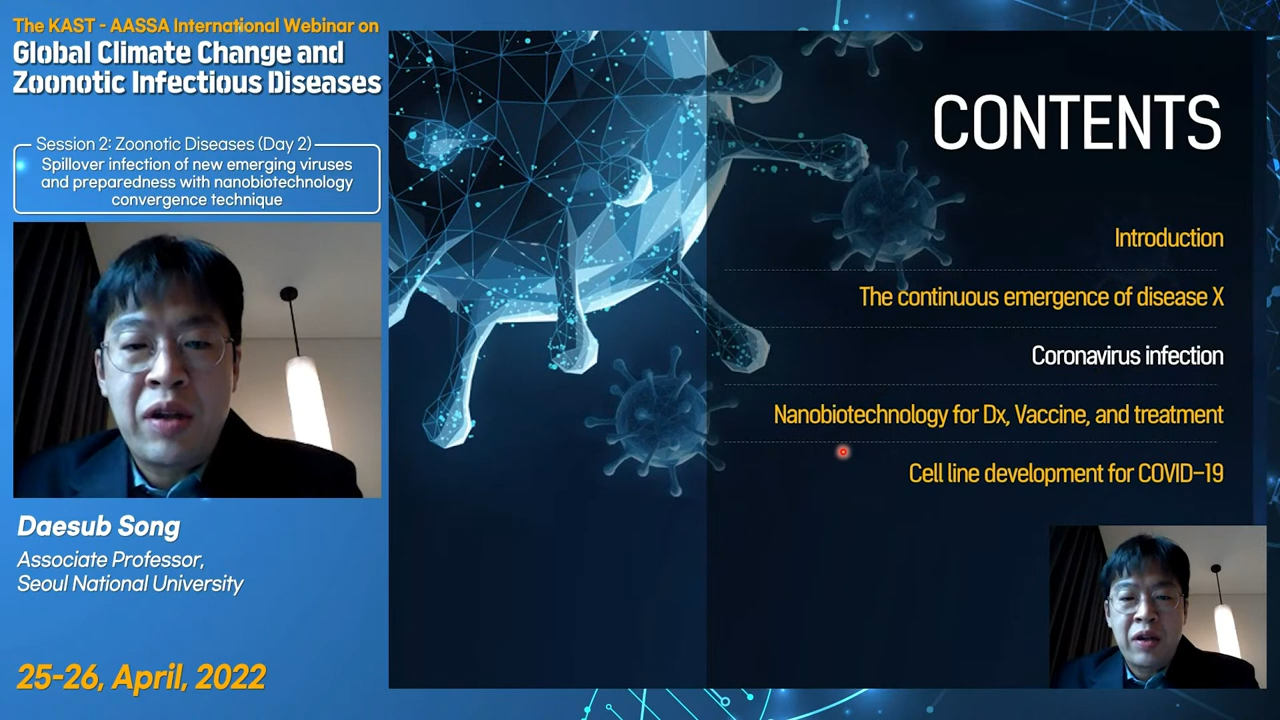 The KAST - AASSA International Webinar on
Global Climate Change and
Zoonotic Infectious Diseases
Session 2: Zoonotic Diseases (Day 2)
Spillover infection of new emerging viruses
and preparedness with nanobiotechnology
convergence technique
Daesub Song
Associate Professor,
Seoul National University
25-26, April, 2022
CONTENTS
Introduction
The continuous emergence of disease X
Coronavirus infection
Nanobiotechnology for Dx, Vaccine, and treatment
Cell line development for COVID-19